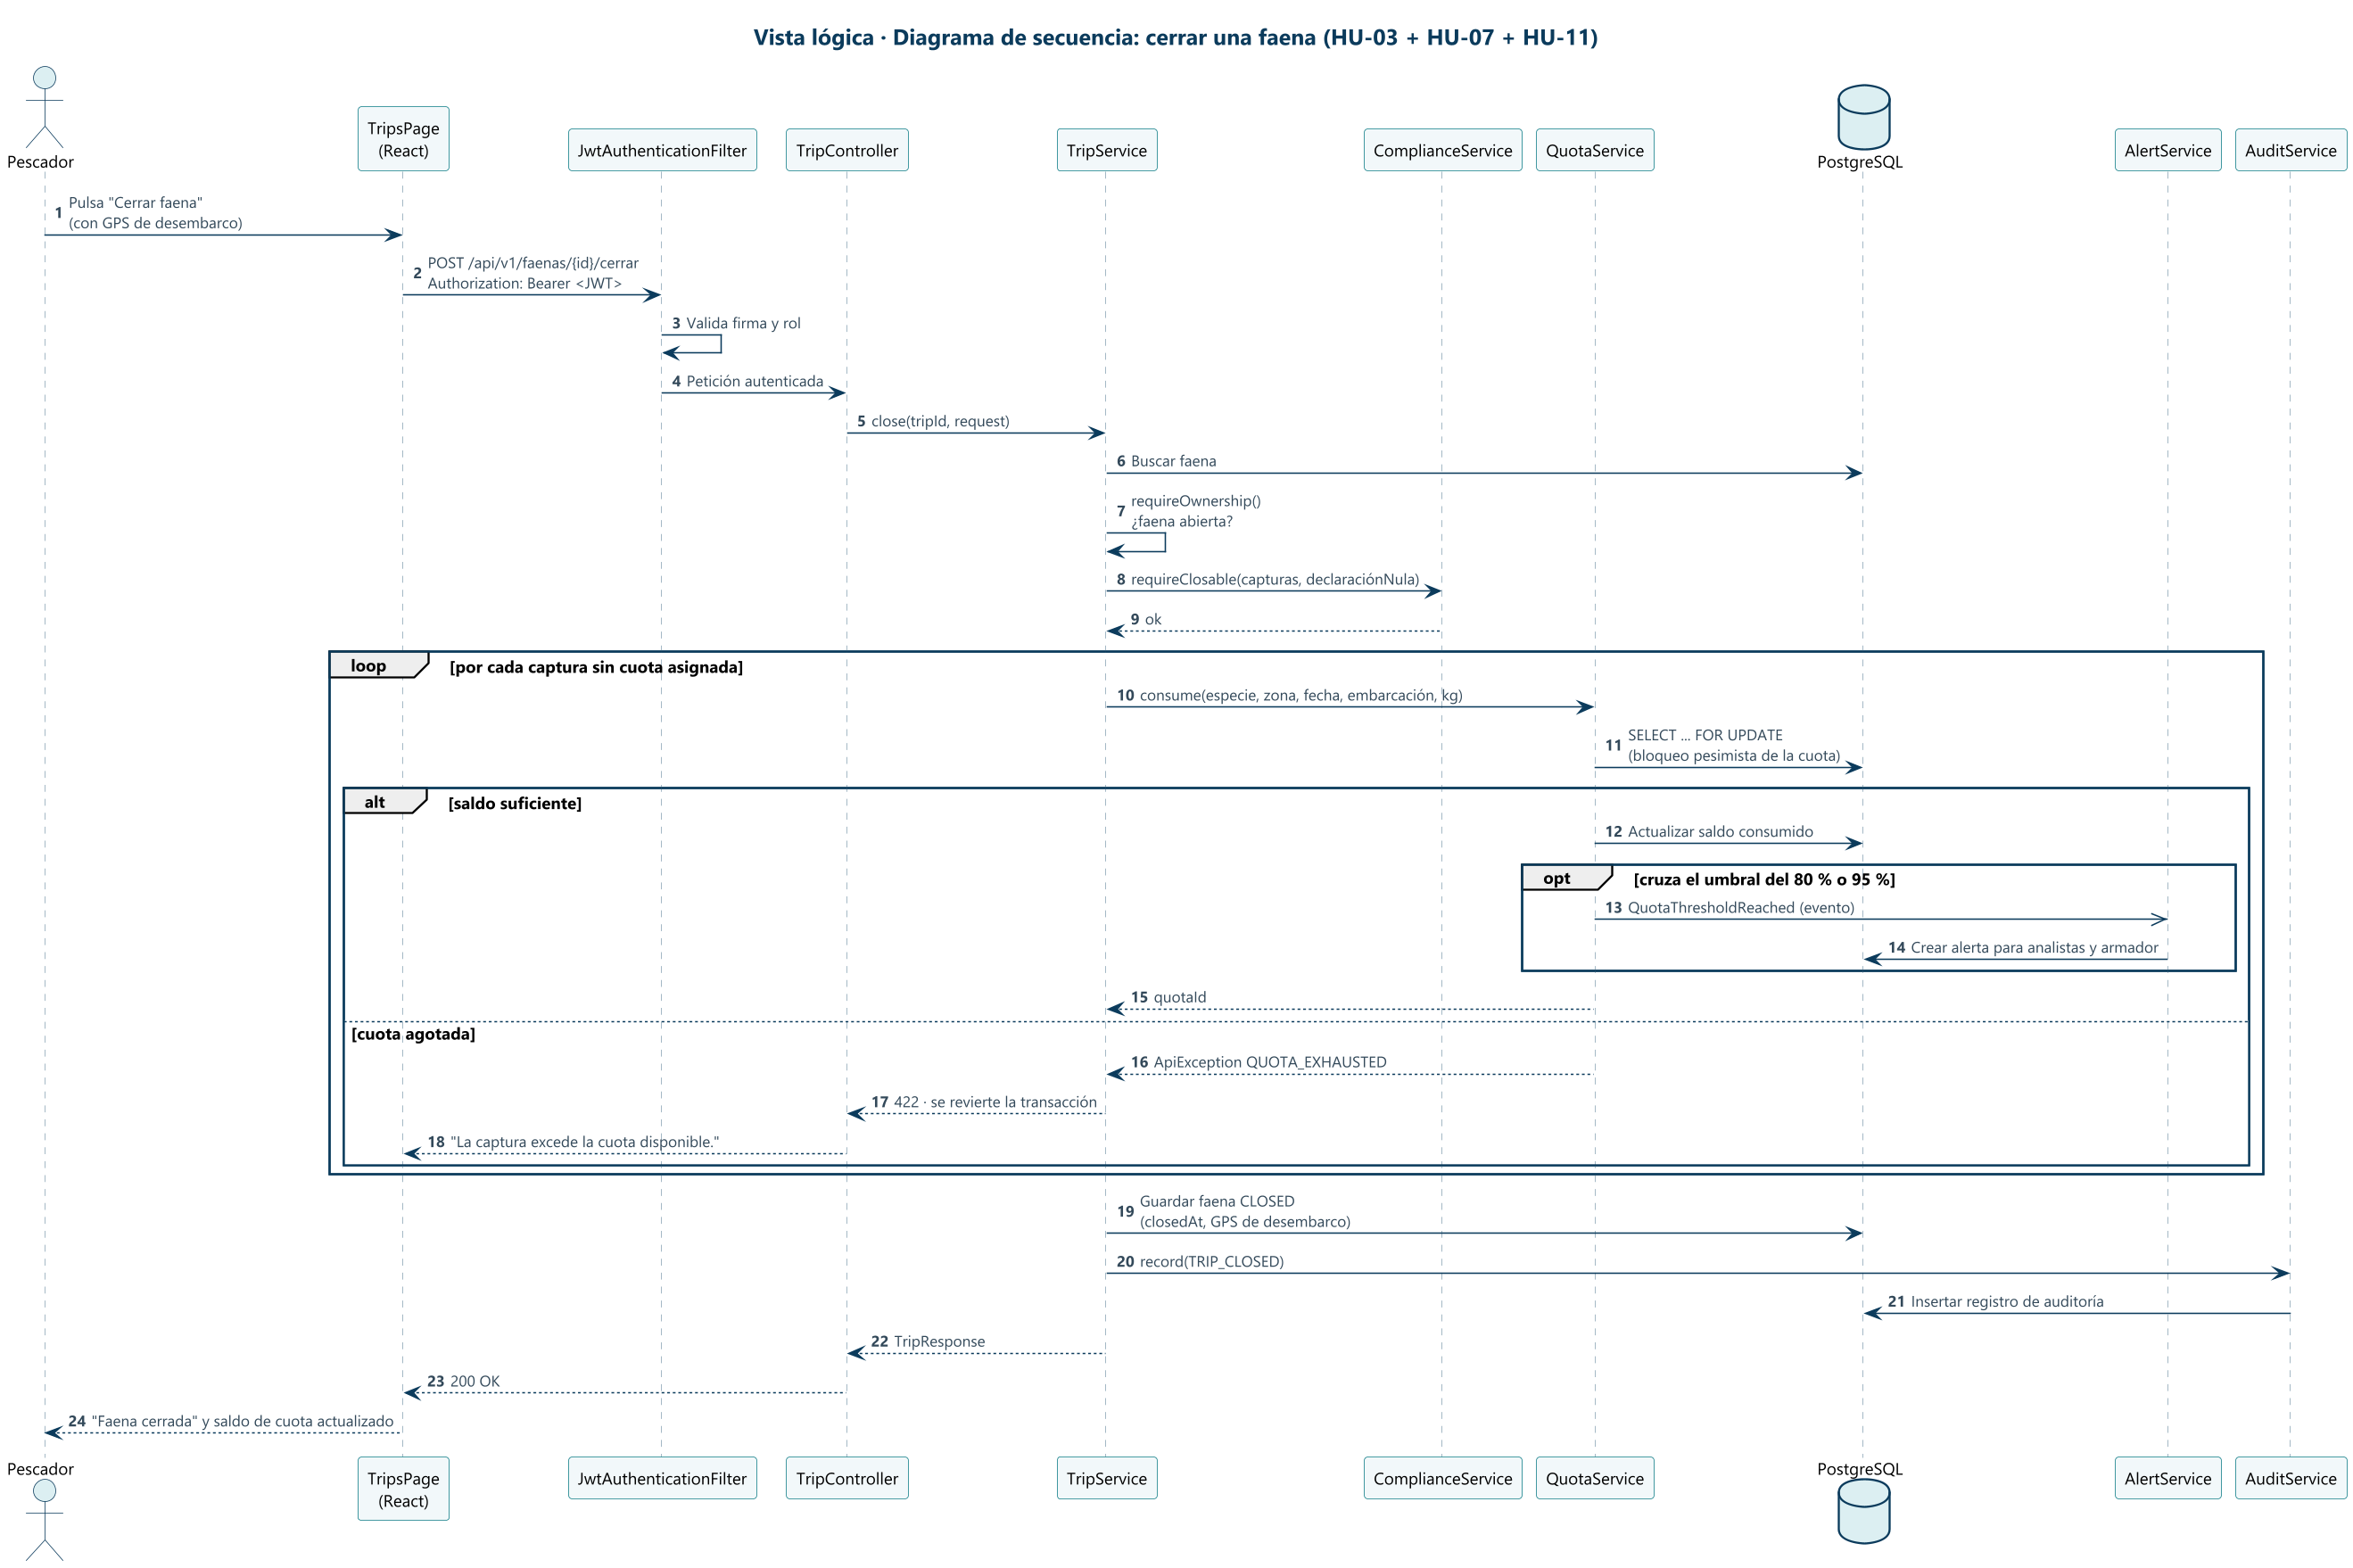 Vista lógica · Diagrama de secuencia: cerrar una faena (HU-03 + HU-07 + HU-11)
Pescador
TripsPage
(React)
JwtAuthenticationFilter
TripController
TripService
ComplianceService
QuotaService
PostgreSQL
AlertService
AuditService
1 Pulsa "Cerrar faena"
(con GPS de desembarco)
2 POST /api/v1/faenas/{id}/cerrar
Authorization: Bearer <JWT>
3 Valida firma y rol
4 Petición autenticada
5 close(tripId, request)
6 Buscar faena
7 requireOwnership()
¿faena abierta?
8 requireClosable(capturas, declaraciónNula)
9 ok
loop [por cada captura sin cuota asignada]
10 consume(especie, zona, fecha, embarcación, kg)
11 SELECT ... FOR UPDATE
(bloqueo pesimista de la cuota)
alt [saldo suficiente]
12 Actualizar saldo consumido
opt [cruza el umbral del 80 % o 95 %]
13 QuotaThresholdReached (evento)
14 Crear alerta para analistas y armador
15 quotaId
[cuota agotada]
16 ApiException QUOTA_EXHAUSTED
17 422 · se revierte la transacción
18 "La captura excede la cuota disponible."
19 Guardar faena CLOSED
(closedAt, GPS de desembarco)
20 record(TRIP_CLOSED)
21 Insertar registro de auditoría
22 TripResponse
23 200 OK
24 "Faena cerrada" y saldo de cuota actualizado
Pescador
TripsPage
(React)
JwtAuthenticationFilter
TripController
TripService
ComplianceService
QuotaService
PostgreSQL
AlertService
AuditService